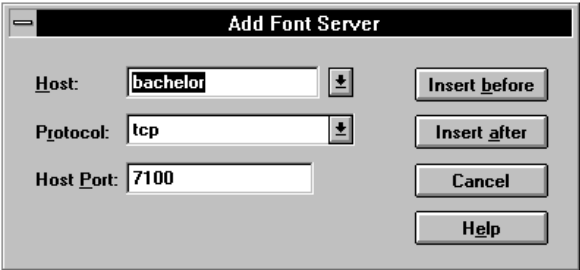 Add Font Server
Host: bachelor
Insert before
Protocol: tcp
Insert after
Host Port: 7100
Cancel
Help